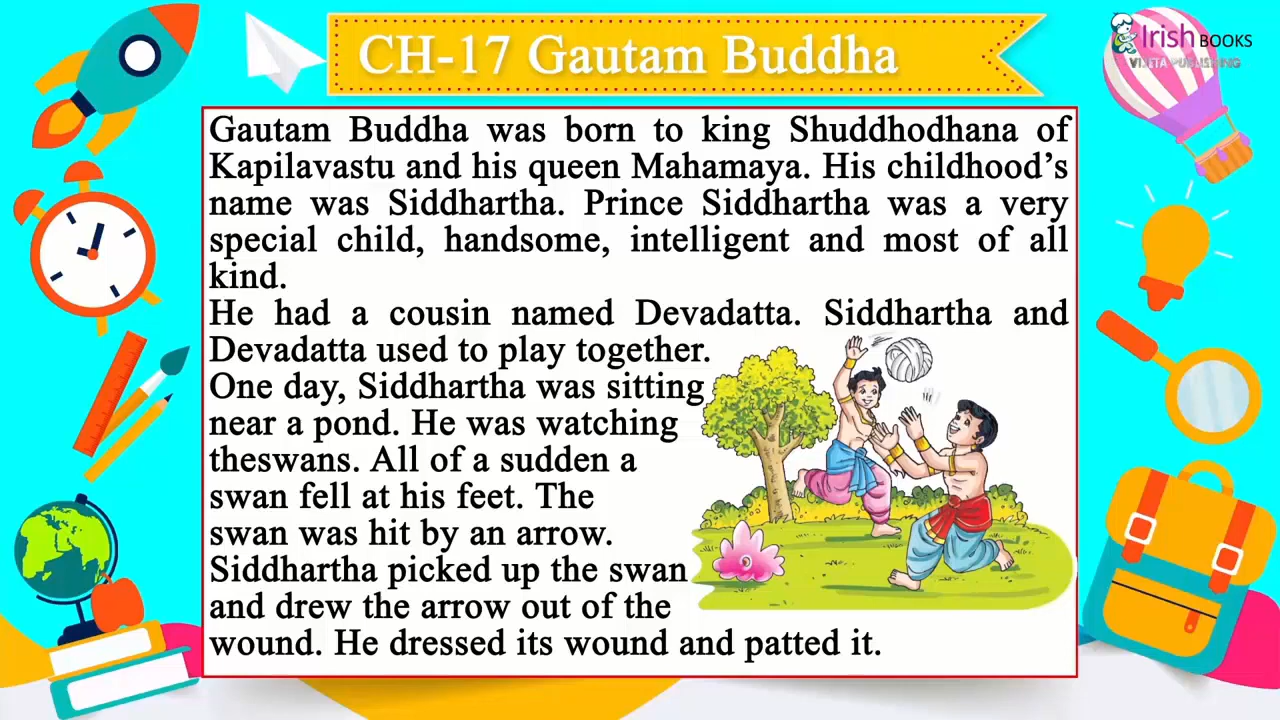 CH-17 Gautam Buddha
Irish BOOKS
VIJETA PUBLISHING
Gautam Buddha was born to king Shuddhodhana of
Kapilavastu and his queen Mahamaya. His childhood’s
name was Siddhartha. Prince Siddhartha was a very
special child, handsome, intelligent and most of all
kind.
He had a cousin named Devadatta. Siddhartha and
Devadatta used to play together.
One day, Siddhartha was sitting
near a pond. He was watching
theswans. All of a sudden a
swan fell at his feet. The
swan was hit by an arrow.
Siddhartha picked up the swan
and drew the arrow out of the
wound. He dressed its wound and patted it.